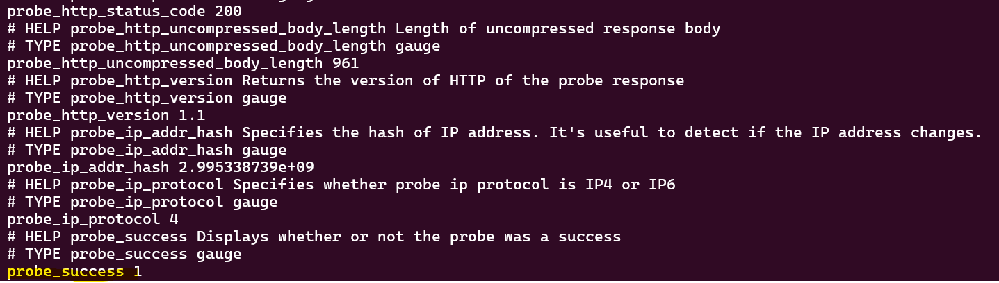 probe_http_status_code 200
# HELP probe_http_uncompressed_body_length Length of uncompressed response body
# TYPE probe_http_uncompressed_body_length gauge
probe_http_uncompressed_body_length 961
# HELP probe_http_version Returns the version of HTTP of the probe response
# TYPE probe_http_version gauge
probe_http_version 1.1
# HELP probe_ip_addr_hash Specifies the hash of IP address. It's useful to detect if the IP address changes.
# TYPE probe_ip_addr_hash gauge
probe_ip_addr_hash 2.995338739e+09
# HELP probe_ip_protocol Specifies whether probe ip protocol is IP4 or IP6
# TYPE probe_ip_protocol gauge
probe_ip_protocol 4
# HELP probe_success Displays whether or not the probe was a success
# TYPE probe_success gauge
probe_success 1